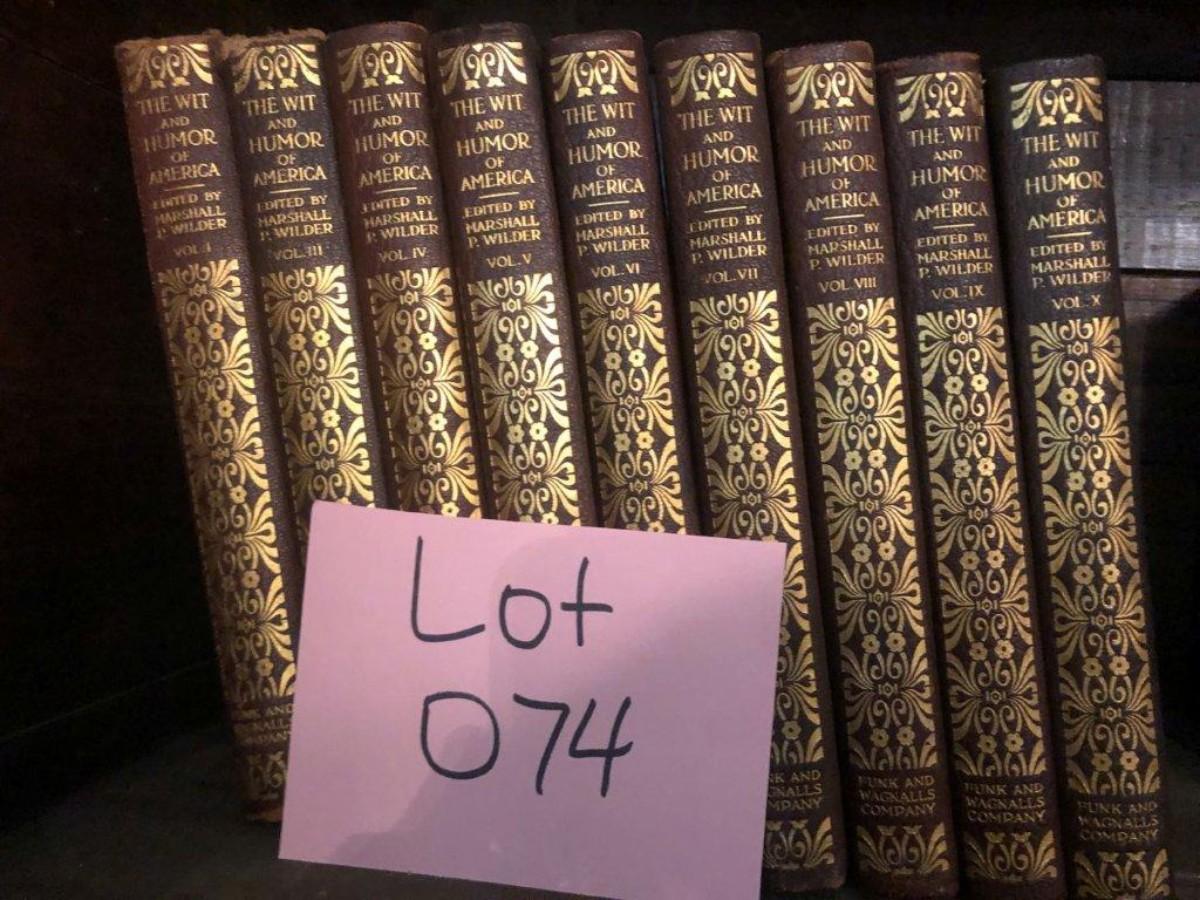 THE WIT
AND
HUMOR
OF
AMERICA
EDITED BY
MARSHALL
P. WILDER
VOL. I
THE WIT
AND
HUMOR
OF
AMERICA
EDITED BY
MARSHALL
P. WILDER
VOL. III
THE WIT
AND
HUMOR
OF
AMERICA
EDITED BY
MARSHALL
P. WILDER
VOL. IV
THE WIT
AND
HUMOR
OF
AMERICA
EDITED BY
MARSHALL
P. WILDER
VOL. V
THE WIT
AND
HUMOR
OF
AMERICA
EDITED BY
MARSHALL
P. WILDER
VOL. VI
THE WIT
AND
HUMOR
OF
AMERICA
EDITED BY
MARSHALL
P. WILDER
VOL. VII
AND
THE WIT
AND
HUMOR
OF
AMERICA
EDITED BY
MARSHALL
P. WILDER
VOL. VIII
FUNK AND
WAGNALLS
COMPANY
THE WIT
AND
HUMOR
OF
AMERICA
EDITED BY
MARSHALL
P. WILDER
VOL. IX
FUNK AND
WAGNALLS
COMPANY
THE WIT
AND
HUMOR
OF
AMERICA
EDITED BY
MARSHALL
P. WILDER
VOL. X
FUNK AND
WAGNALLS
COMPANY
Lot
074